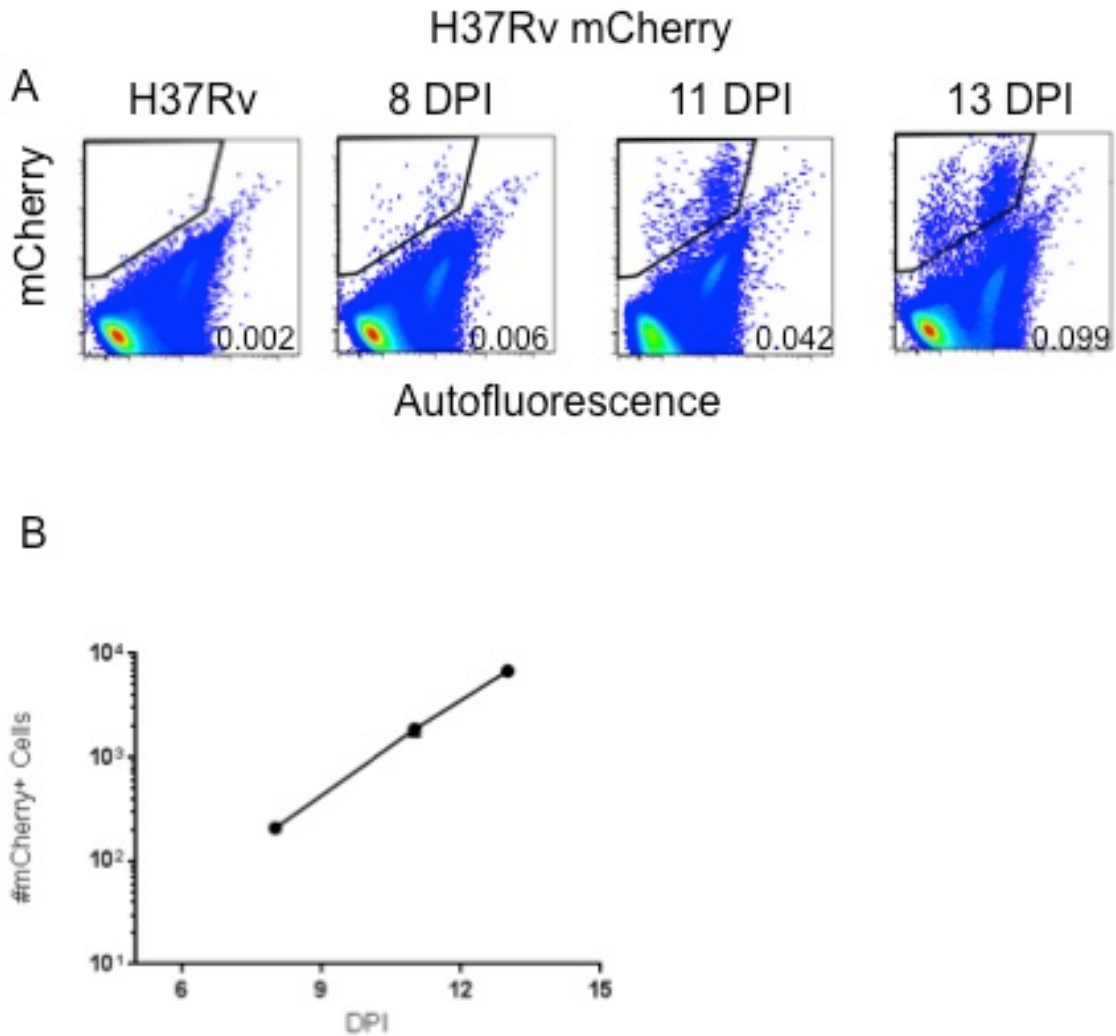 H37Rv mCherry
A
H37Rv
8 DPI
11 DPI
13 DPI
mCherry
0.002
0.006
0.042
0.099
Autofluorescence
B
#mCherry+ Cells
10⁴
10³
10²
10¹
6
9
12
15
DPI